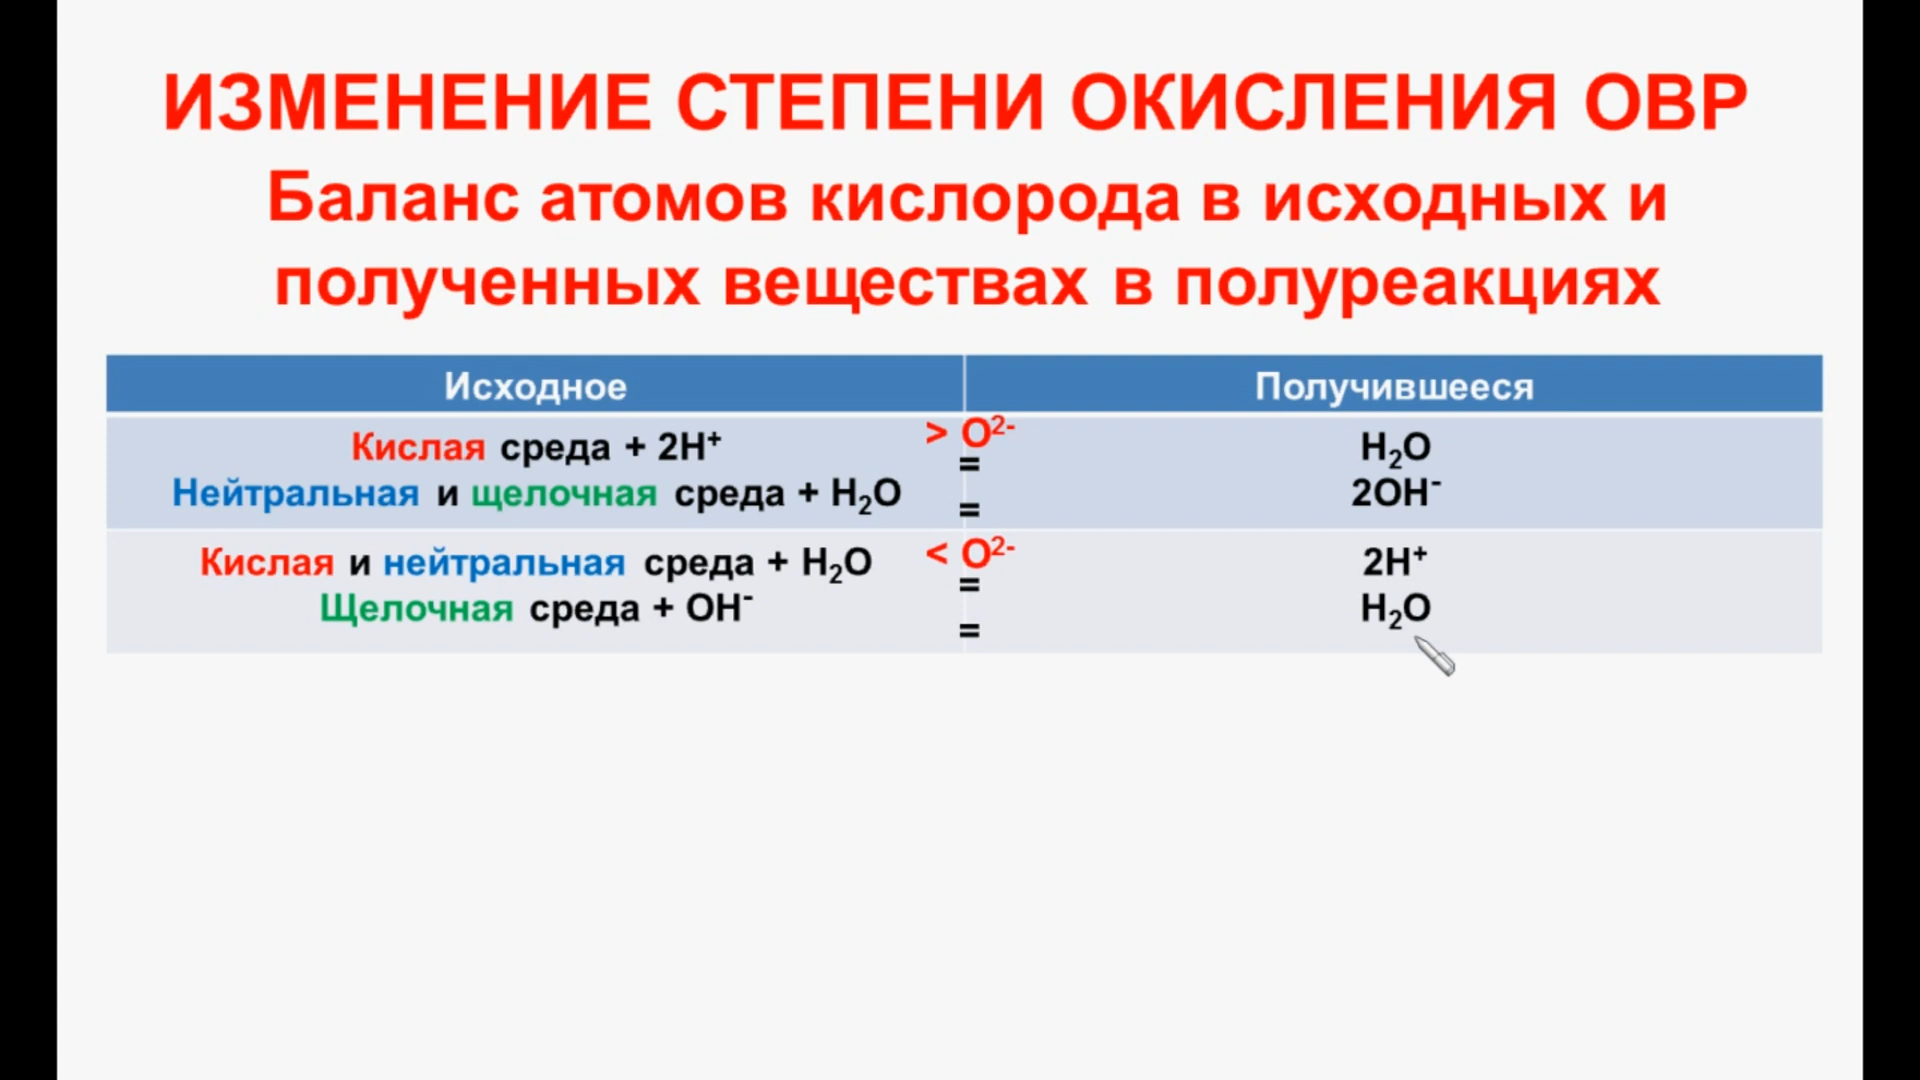 ИЗМЕНЕНИЕ СТЕПЕНИ ОКИСЛЕНИЯ ОВР
Баланс атомов кислорода в исходных и
полученных веществах в полуреакциях
Исходное Получившееся
> O²⁻
Кислая среда + 2H⁺ = H₂O
Нейтральная и щелочная среда + H₂O = 2OH⁻
< O²⁻
Кислая и нейтральная среда + H₂O = 2H⁺
Щелочная среда + OH⁻ = H₂O